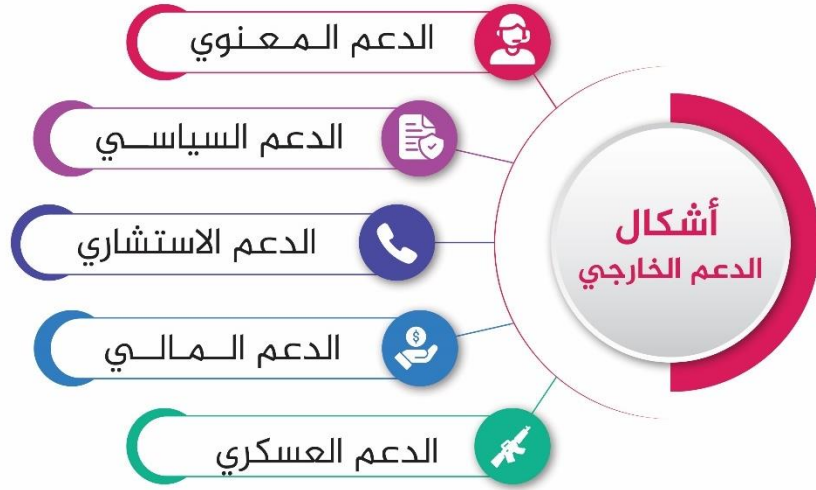 أشكال
الدعم الخارجي
الدعم المعنوي
الدعم السياسي
الدعم الاستشاري
الدعم المالي
الدعم العسكري